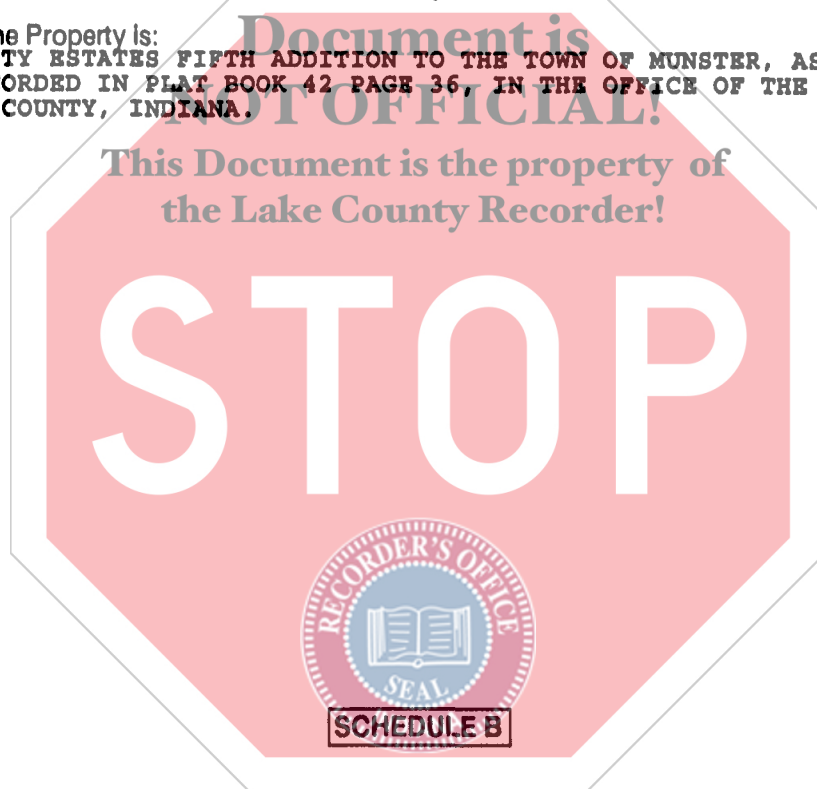 Document is
ne Property is:
TY ESTATES FIFTH ADDITION TO THE TOWN OF MUNSTER, AS
ORDED IN PLAT BOOK 42 PAGE 36, IN THE OFFICE OF THE
COUNTY, INDIANA.
NOT OFFICIAL!
This Document is the property of
the Lake County Recorder!
STOP
RECORDER'S OFFICE
SEAL
SCHEDULE B